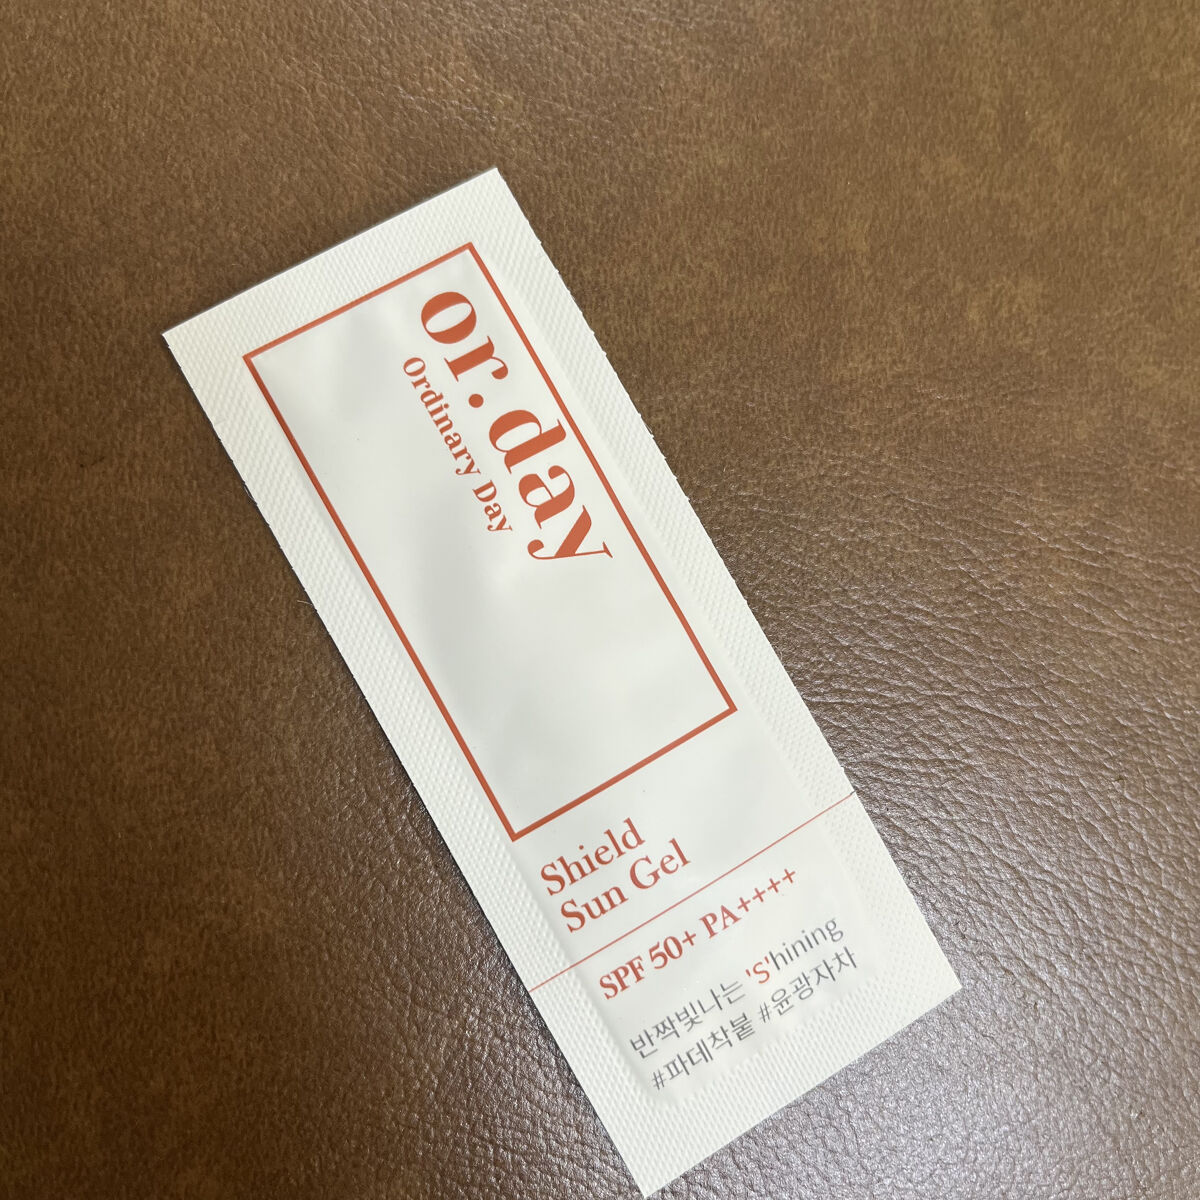 or.day
Ordinary Day
Shield
Sun Gel
SPF 50+ PA++++
반짝빛나는 'S'hining
#파데착붙 #윤광자차